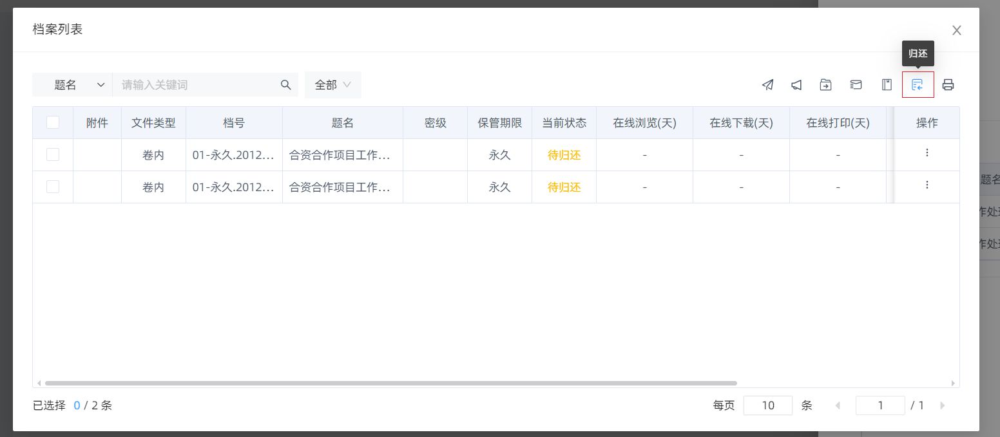 档案列表
归还
题名 请输入关键词 全部
附件 文件类型 档号 题名 密级 保管期限 当前状态 在线浏览(天) 在线下载(天) 在线打印(天) 操作
卷内 01-永久.2012... 合资合作项目工作... 永久 待归还 - - -
卷内 01-永久.2012... 合资合作项目工作... 永久 待归还 - - -
题名
作处
作处
已选择 0 / 2 条 每页 10 条 1 / 1